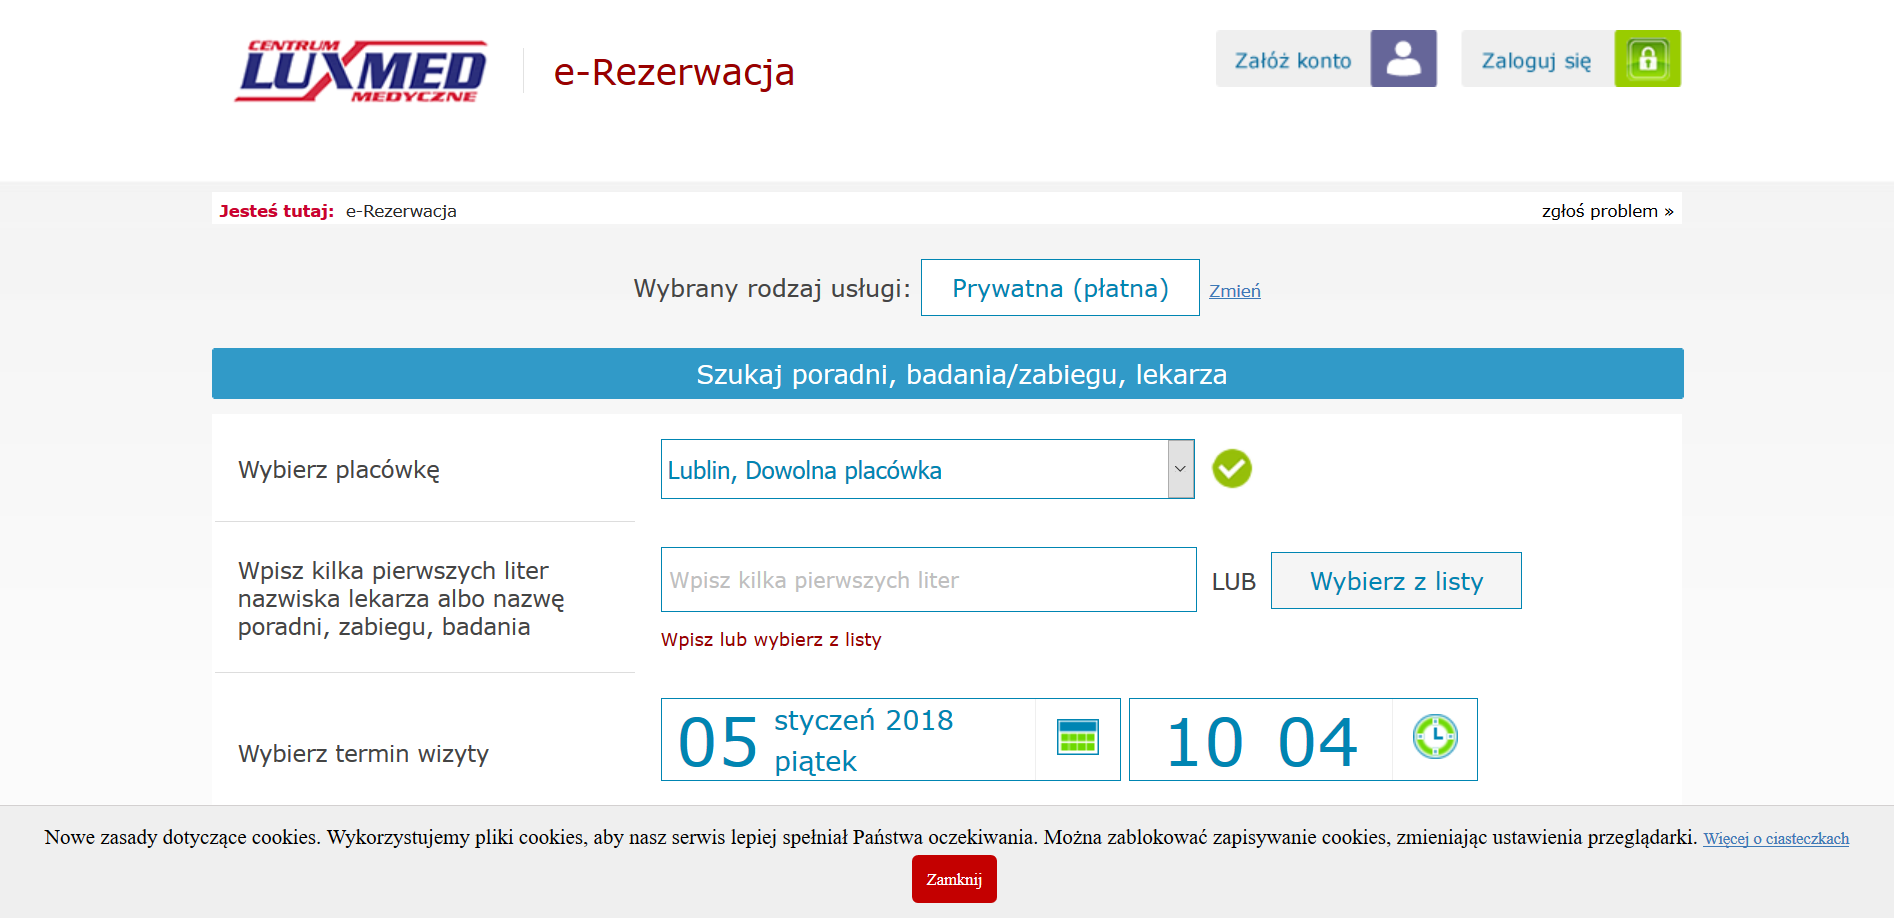 CENTRUM
LUXMED
MEDYCZNE
e-Rezerwacja
Załóż konto
Zaloguj się
Jesteś tutaj: e-Rezerwacja
zgłoś problem »
Wybrany rodzaj usługi: Prywatna (płatna) Zmień
Szukaj poradni, badania/zabiegu, lekarza
Wybierz placówkę
Lublin, Dowolna placówka
Wpisz kilka pierwszych liter
nazwiska lekarza albo nazwę
poradni, zabiegu, badania
Wpisz kilka pierwszych liter
LUB
Wybierz z listy
Wpisz lub wybierz z listy
Wybierz termin wizyty
05 styczeń 2018
piątek
10 04
Nowe zasady dotyczące cookies. Wykorzystujemy pliki cookies, aby nasz serwis lepiej spełniał Państwa oczekiwania. Można zablokować zapisywanie cookies, zmieniając ustawienia przeglądarki. Więcej o ciasteczkach
Zamknij